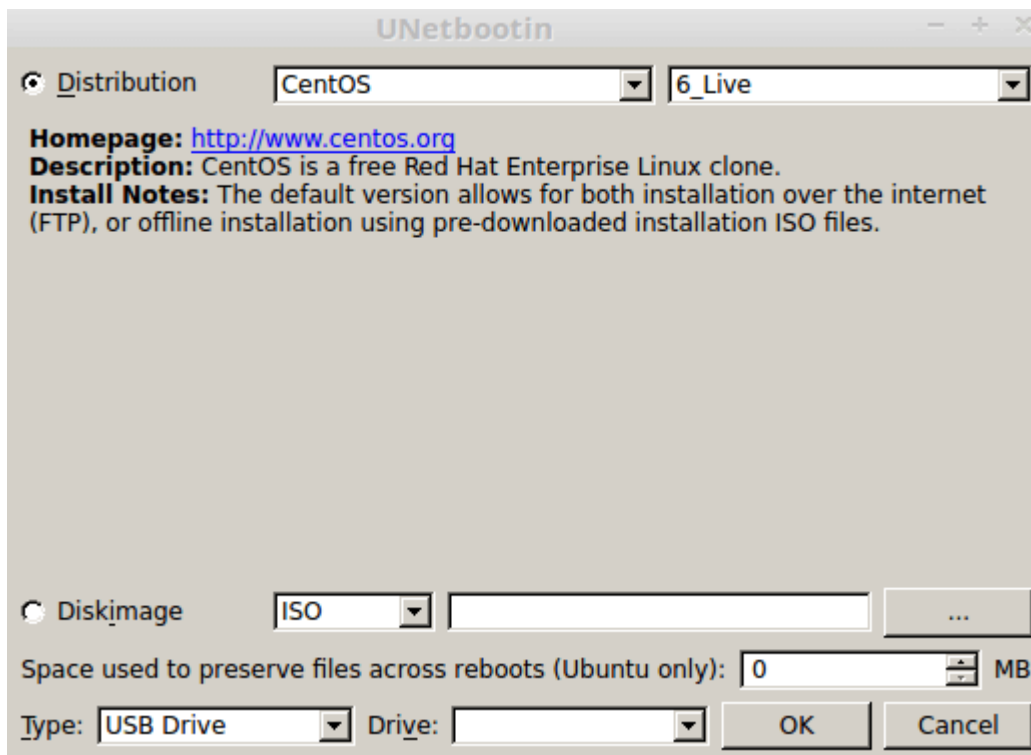 UNetbootin
Distribution CentOS 6_Live
Homepage: http://www.centos.org
Description: CentOS is a free Red Hat Enterprise Linux clone.
Install Notes: The default version allows for both installation over the internet
(FTP), or offline installation using pre-downloaded installation ISO files.
Diskimage ISO ...
Space used to preserve files across reboots (Ubuntu only): 0 MB
Type: USB Drive Drive: OK Cancel